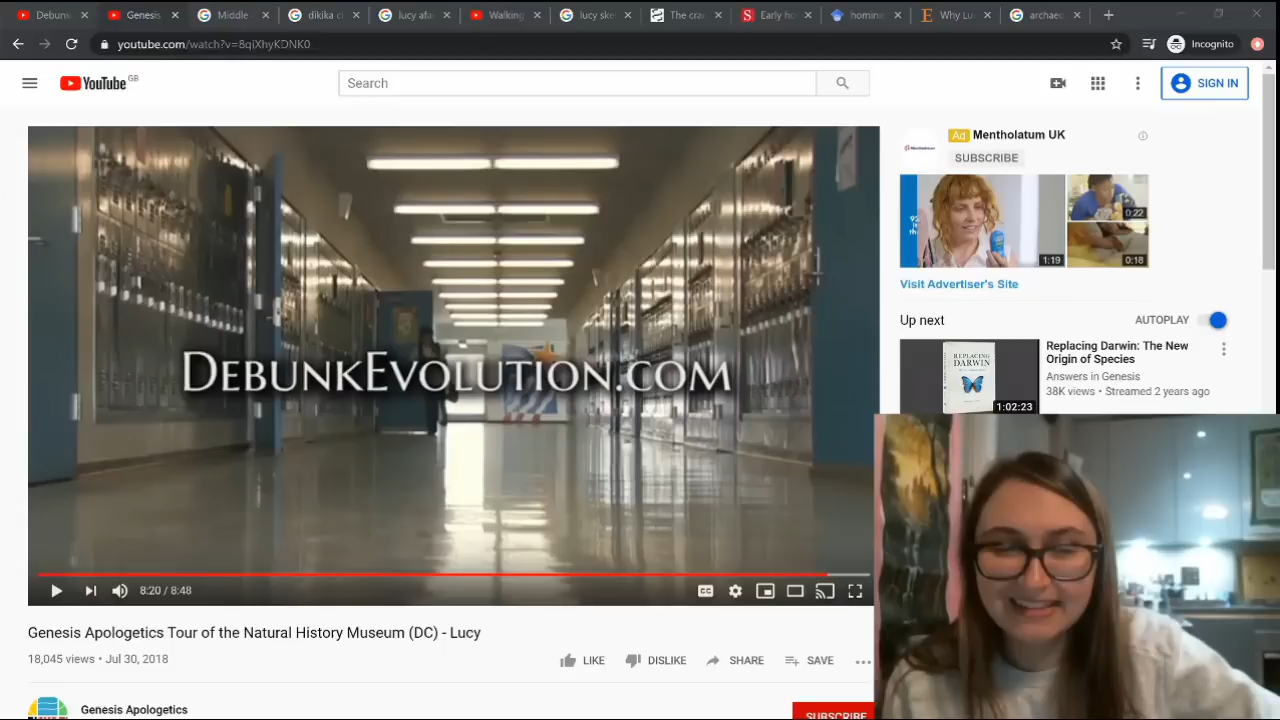 Debunk
Genesis
Middle
dikika c
lucy afa
Walking
lucy ske
The cra
Early ho
homine
Why Lu
archaec
youtube.com/watch?v=8qiXhyKDNK0
Incognito
YouTube GB
Search
SIGN IN
DEBUNKEVOLUTION.COM
8:20 / 8:48
CC
Genesis Apologetics Tour of the Natural History Museum (DC) - Lucy
18,045 views • Jul 30, 2018
LIKE
DISLIKE
SHARE
SAVE
Genesis Apologetics
SUBSCRIBE
Ad Mentholatum UK
SUBSCRIBE
1:19
0:22
0:18
Visit Advertiser's Site
Up next
AUTOPLAY
REPLACING DARWIN
1:02:23
Replacing Darwin: The New
Origin of Species
Answers in Genesis
38K views • Streamed 2 years ago